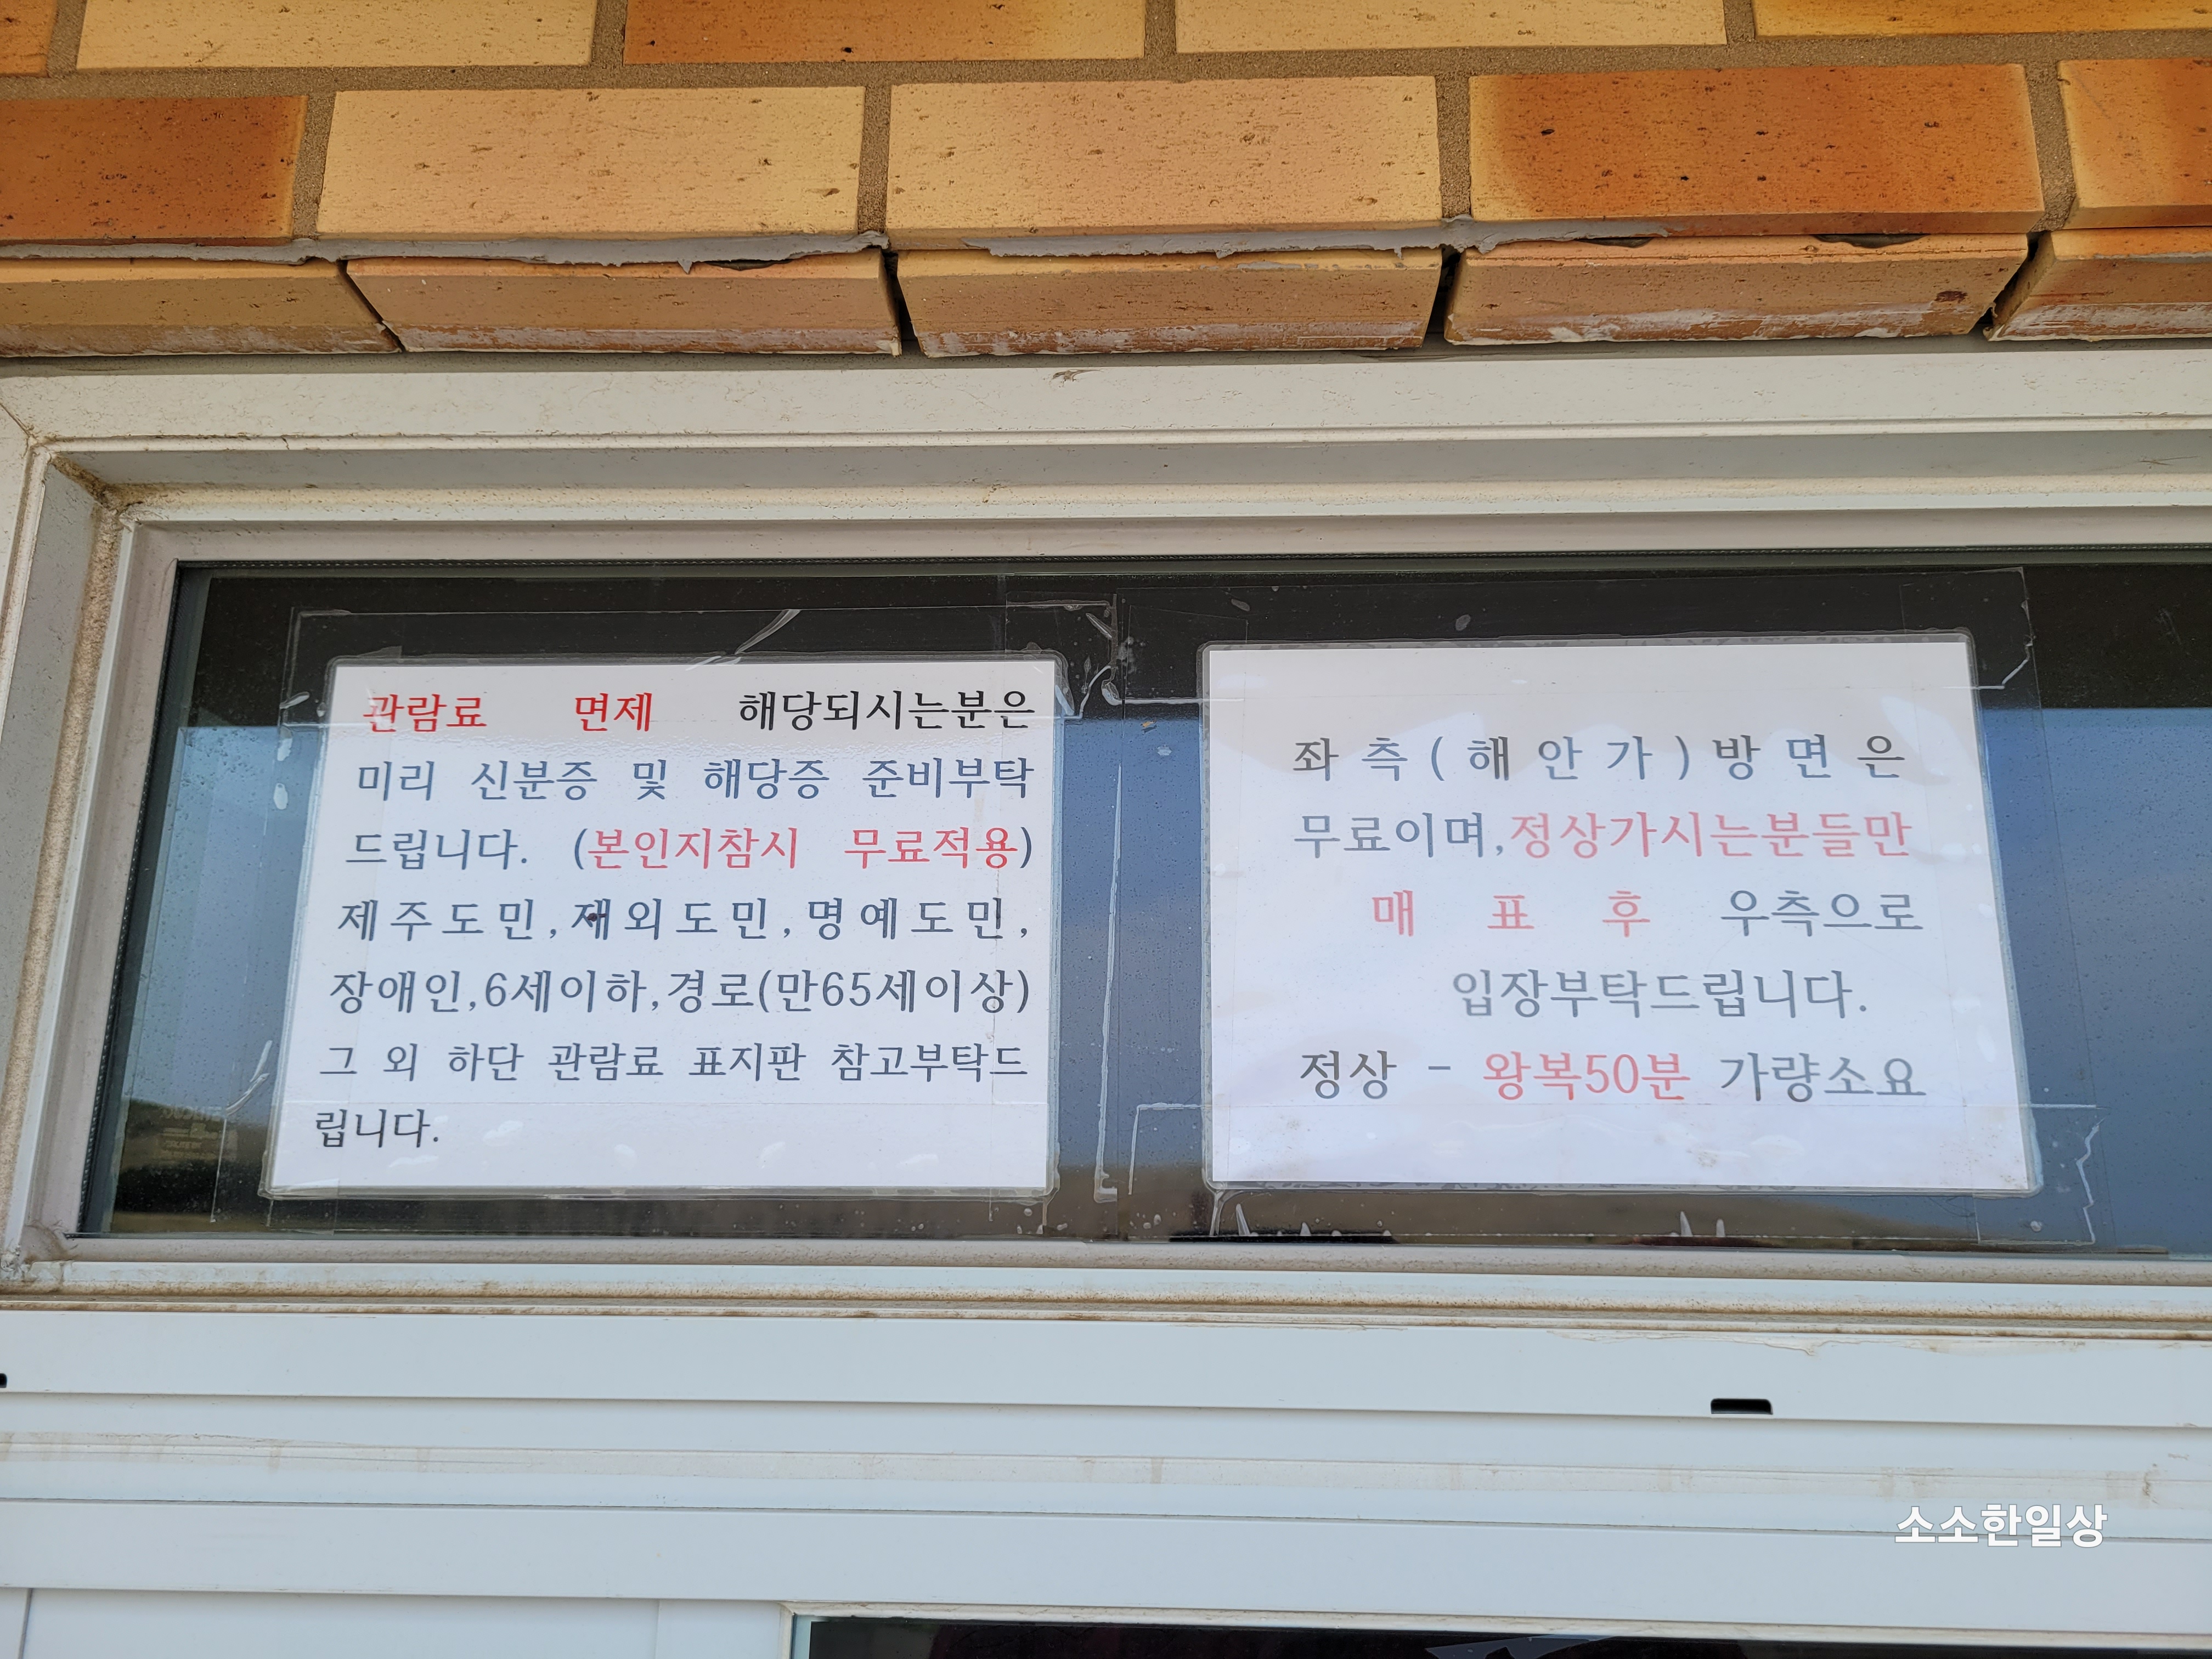 관람료 면제 해당되시는분은
미리 신분증 및 해당증 준비부탁
드립니다. (본인지참시 무료적용)
제주도민,재외도민,명예도민,
장애인,6세이하,경로(만65세이상)
그 외 하단 관람료 표지판 참고부탁드
립니다.
좌측(해안가)방면은
무료이며,정상가시는분들만
매 표 후 우측으로
입장부탁드립니다.
정상 - 왕복50분 가량소요
소소한일상